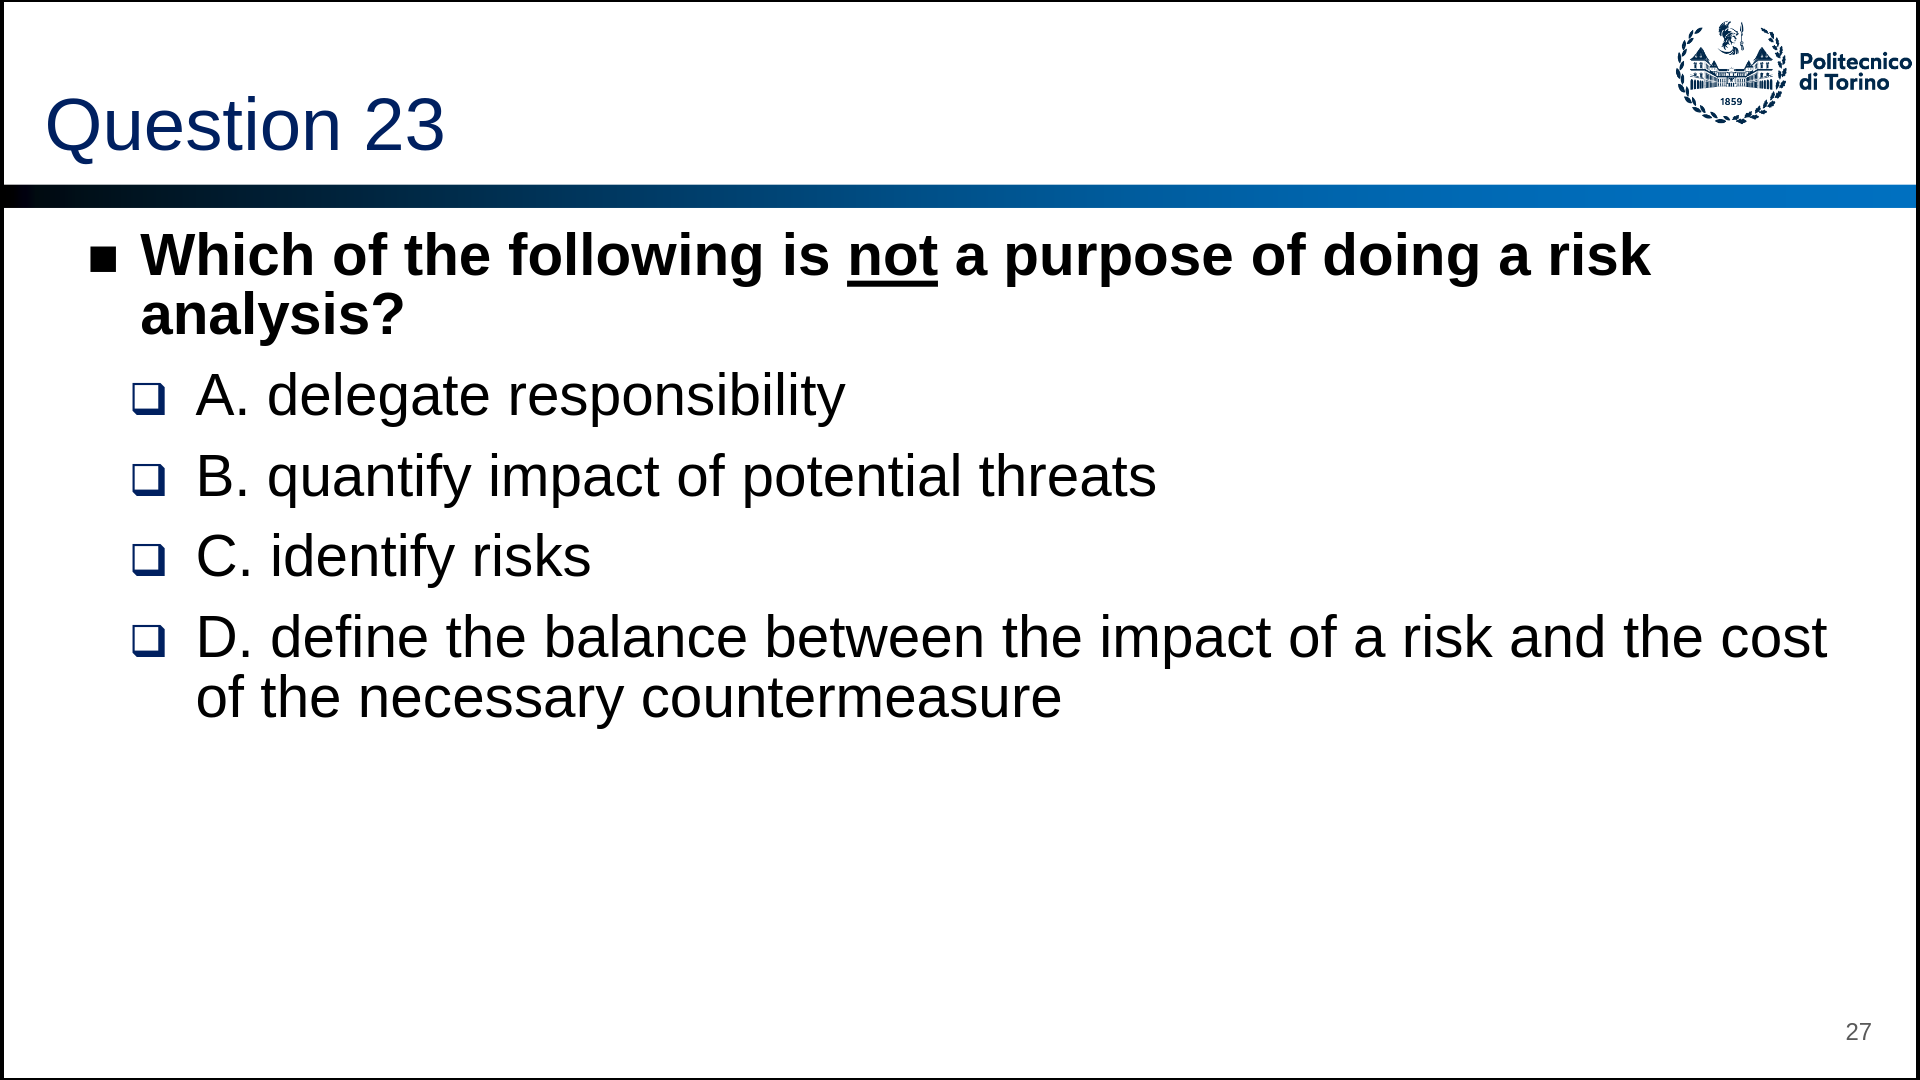 Politecnico
di Torino
1859
Question 23
Which of the following is not a purpose of doing a risk
analysis?
A. delegate responsibility
B. quantify impact of potential threats
C. identify risks
D. define the balance between the impact of a risk and the cost
of the necessary countermeasure
27